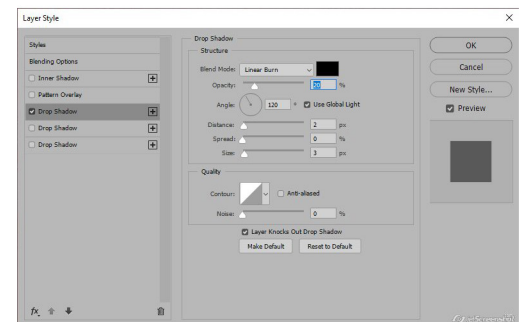 Layer Style
Styles
Blending Options
Inner Shadow
Pattern Overlay
Drop Shadow
Drop Shadow
Drop Shadow
Drop Shadow
Structure
Blend Mode: Linear Burn
Opacity: 20 %
Angle: 120 ° Use Global Light
Distance: 2 px
Spread: 0 %
Size: 3 px
Quality
Contour: Anti-aliased
Noise: 0 %
Layer Knocks Out Drop Shadow
Make Default Reset to Default
OK
Cancel
New Style...
Preview
fx